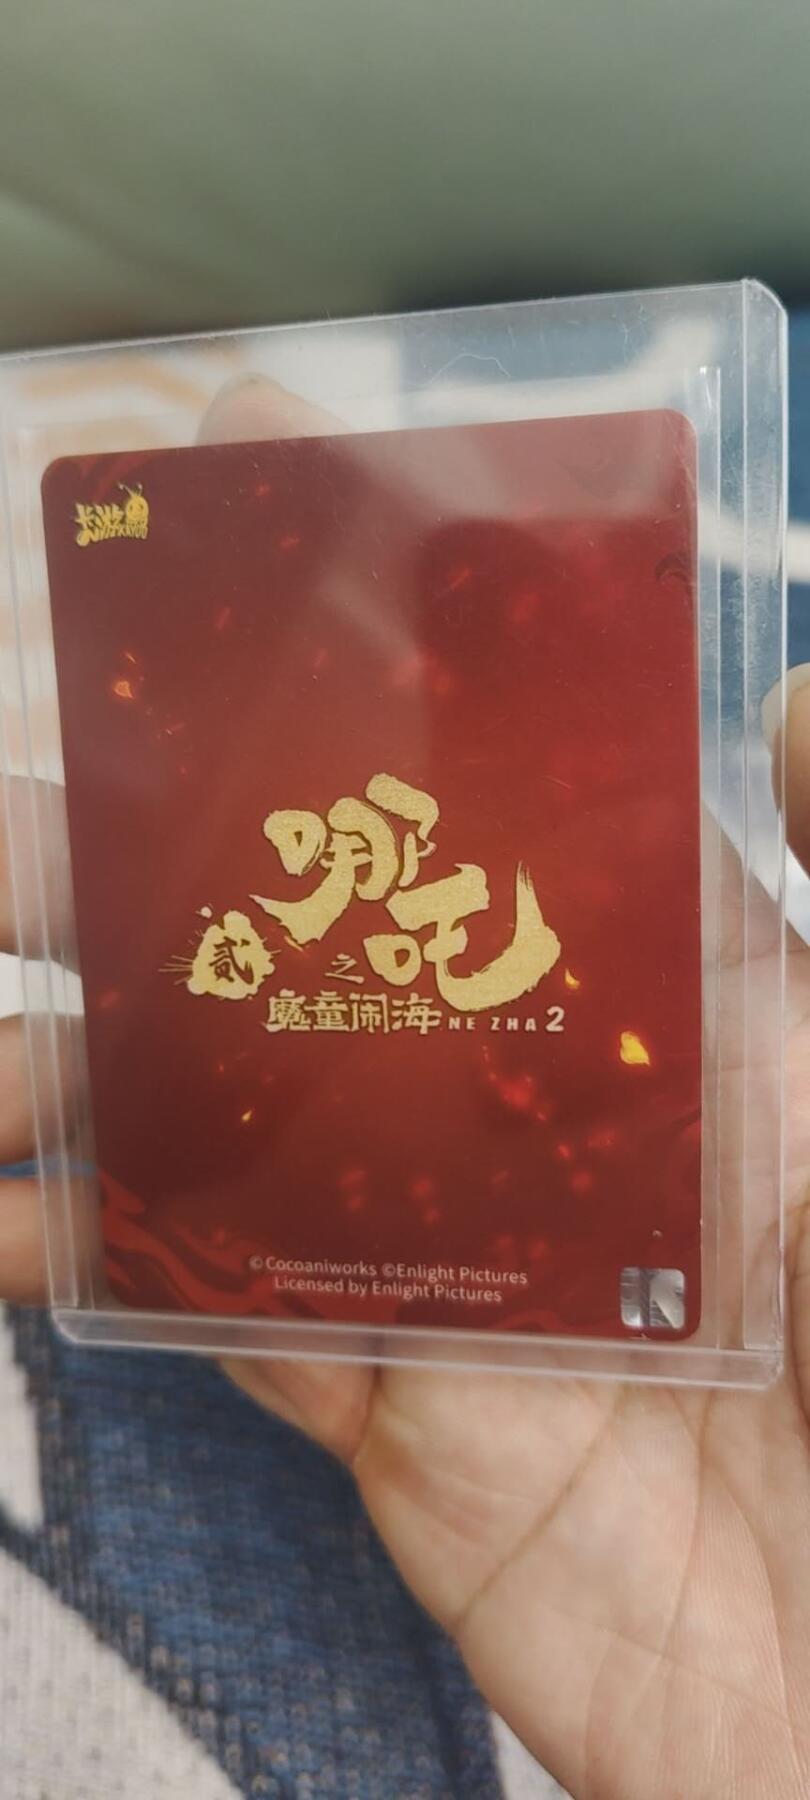 卡游 KAYOU
哪吒
贰
之
魔童闹海 NE ZHA 2
©Cocoaniworks ©Enlight Pictures
Licensed by Enlight Pictures